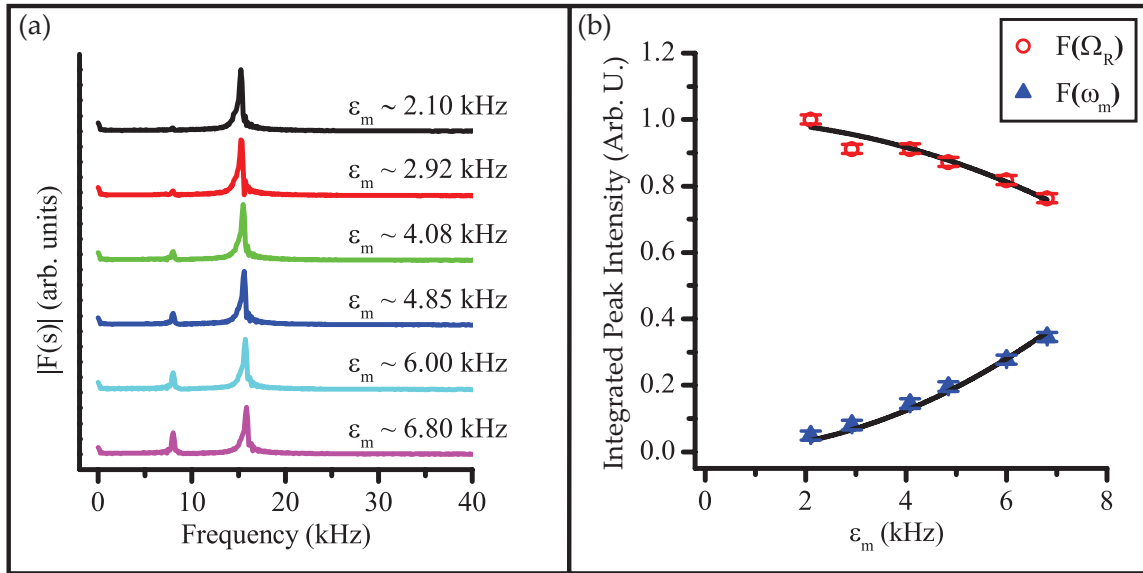 (a)
|F(s)| (arb. units)
εm ~ 2.10 kHz
εm ~ 2.92 kHz
εm ~ 4.08 kHz
εm ~ 4.85 kHz
εm ~ 6.00 kHz
εm ~ 6.80 kHz
0 10 20 30 40
Frequency (kHz)
(b)
Integrated Peak Intensity (Arb. U.)
1.2
1.0
0.8
0.6
0.4
0.2
0.0
F(ΩR)
F(ωm)
0 2 4 6 8
εm (kHz)